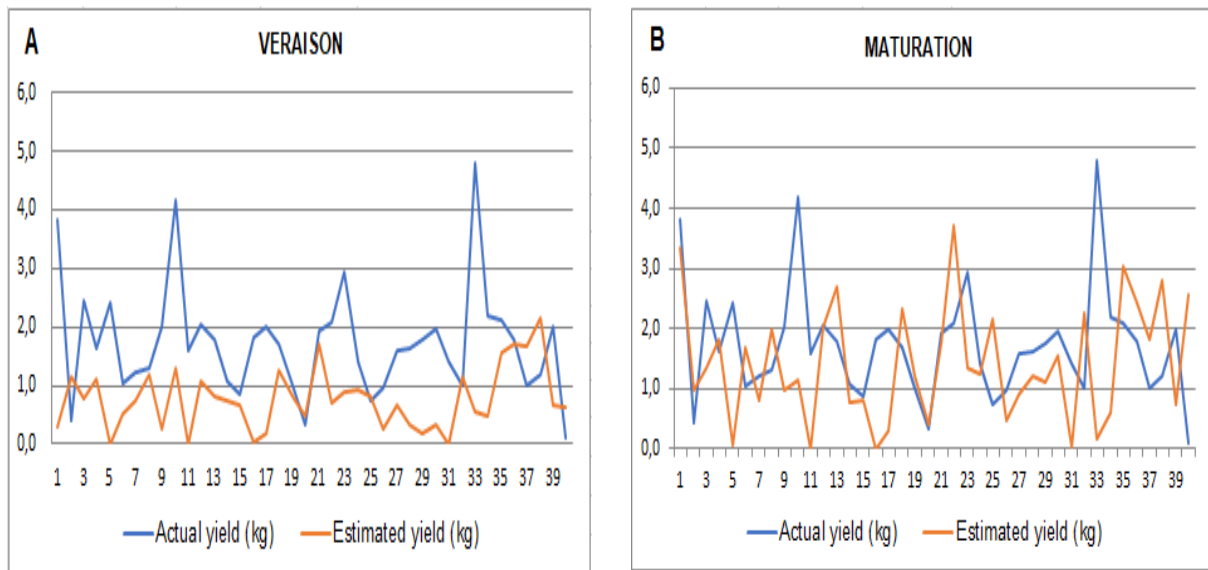 A
VERAISON
6,0
5,0
4,0
3,0
2,0
1,0
0,0
1 3 5 7 9 11 13 15 17 19 21 23 25 27 29 31 33 35 37 39
Actual yield (kg) Estimated yield (kg)
B
MATURATION
6,0
5,0
4,0
3,0
2,0
1,0
0,0
1 3 5 7 9 11 13 15 17 19 21 23 25 27 29 31 33 35 37 39
Actual yield (kg) Estimated yield (kg)